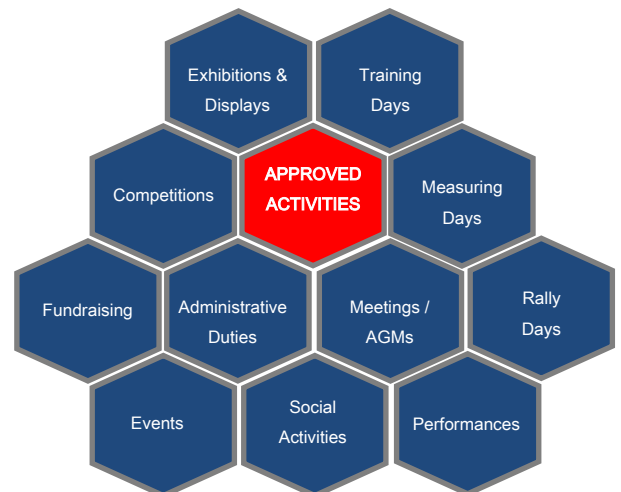 Exhibitions &
Displays
Training
Days
Competitions
APPROVED
ACTIVITIES
Measuring
Days
Fundraising
Administrative
Duties
Meetings /
AGMs
Rally
Days
Events
Social
Activities
Performances